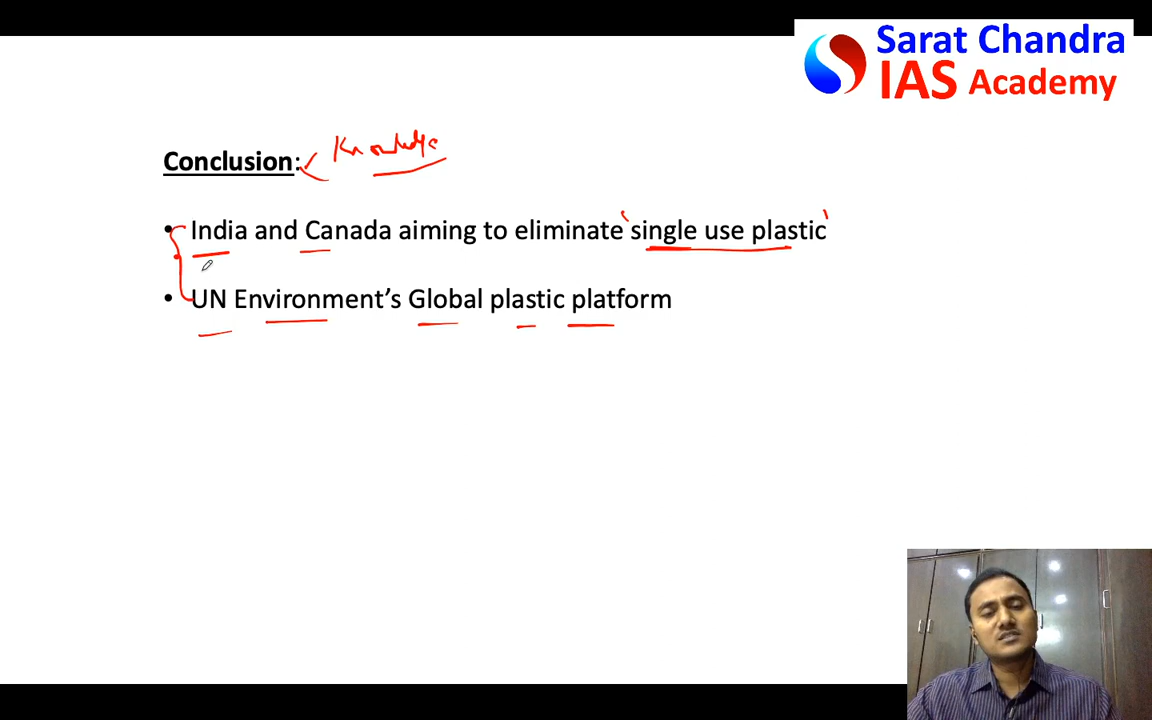 Sarat Chandra
IAS Academy
Conclusion:
Knowledge
• India and Canada aiming to eliminate 'single use plastic'
• UN Environment's Global plastic platform